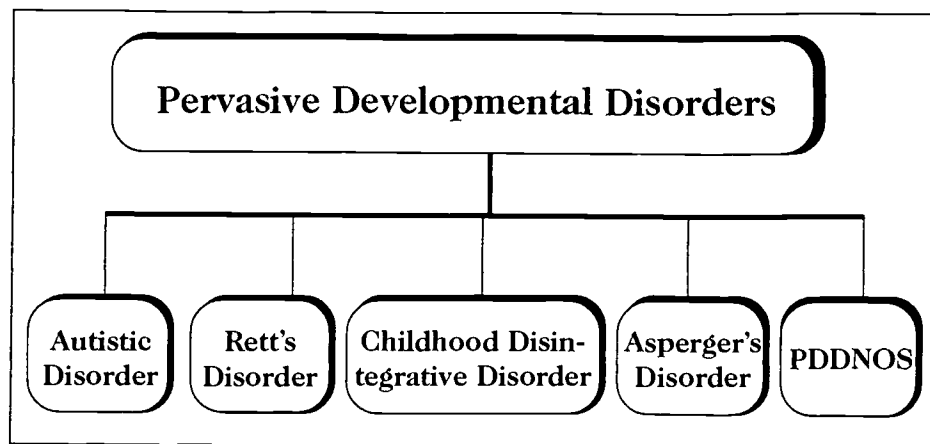 Pervasive Developmental Disorders
Autistic
Disorder
Rett's
Disorder
Childhood Disin-
tegrative Disorder
Asperger's
Disorder
PDDNOS